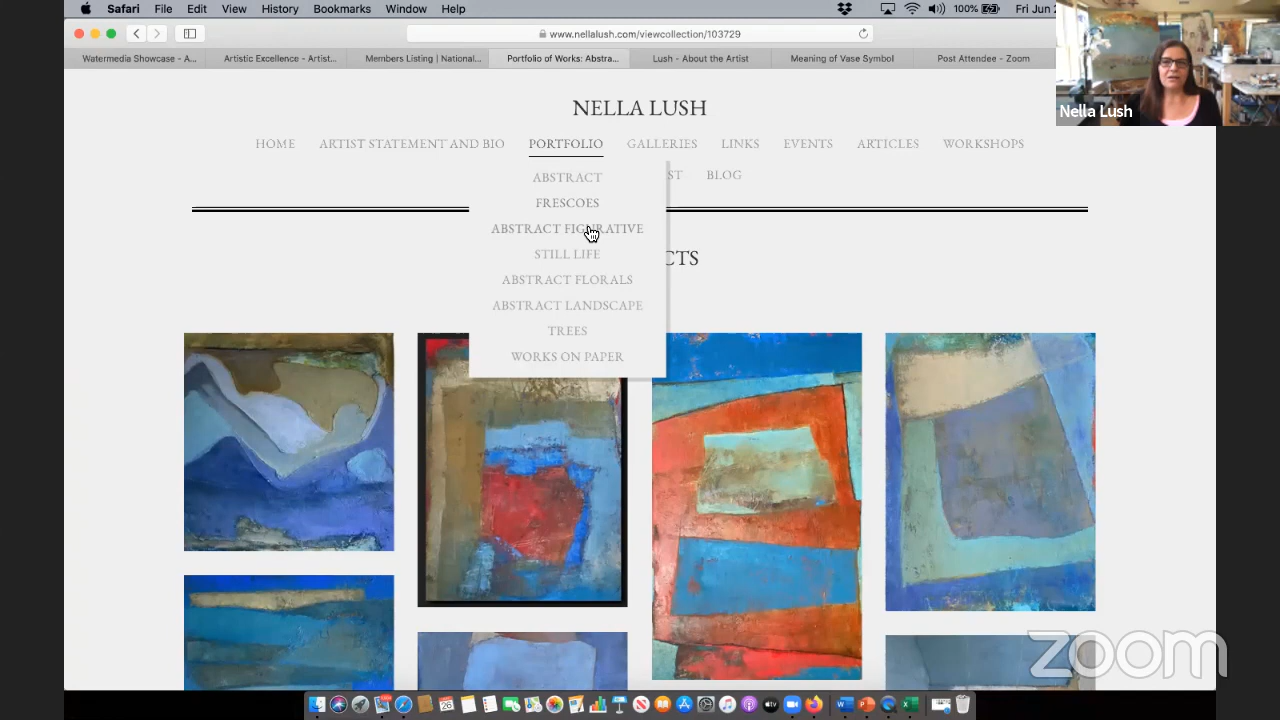 Safari File Edit View History Bookmarks Window Help 100% Fri Jun
www.nellalush.com/viewcollection/103729
Watermedia Showcase - A... Artistic Excellence - Artist... Members Listing | National... Portfolio of Works: Abstra... Lush - About the Artist Meaning of Vase Symbol Post Attendee - Zoom
Nella Lush
NELLA LUSH
HOME ARTIST STATEMENT AND BIO PORTFOLIO GALLERIES LINKS EVENTS ARTICLES WORKSHOPS
ST BLOG
ABSTRACT
FRESCOES
ABSTRACT FIGURATIVE
STILL LIFE
CTS
ABSTRACT FLORALS
ABSTRACT LANDSCAPE
TREES
WORKS ON PAPER
zoom